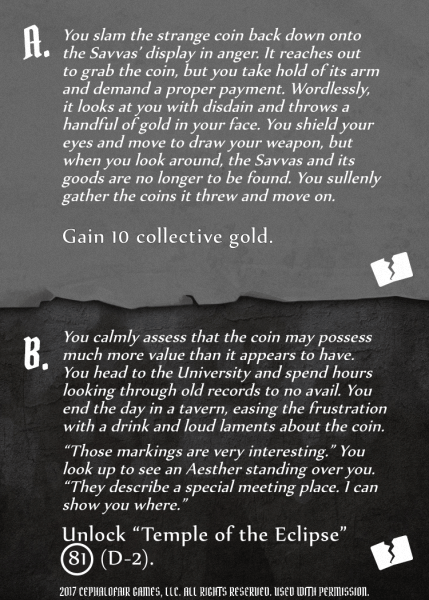 A.
You slam the strange coin back down onto
the Savvas' display in anger. It reaches out
to grab the coin, but you take hold of its arm
and demand a proper payment. Wordlessly,
it looks at you with disdain and throws a
handful of gold in your face. You shield your
eyes and move to draw your weapon, but
when you look around, the Savvas and its
goods are no longer to be found. You sullenly
gather the coins it threw and move on.
Gain 10 collective gold.
B.
You calmly assess that the coin may possess
much more value than it appears to have.
You head to the University and spend hours
looking through old records to no avail. You
end the day in a tavern, easing the frustration
with a drink and loud laments about the coin.
“Those markings are very interesting.” You
look up to see an Aesther standing over you.
“They describe a special meeting place. I can
show you where.”
Unlock “Temple of the Eclipse”
81 (D-2).
2017 CEPHALOFAIR GAMES, LLC. ALL RIGHTS RESERVED. USED WITH PERMISSION.